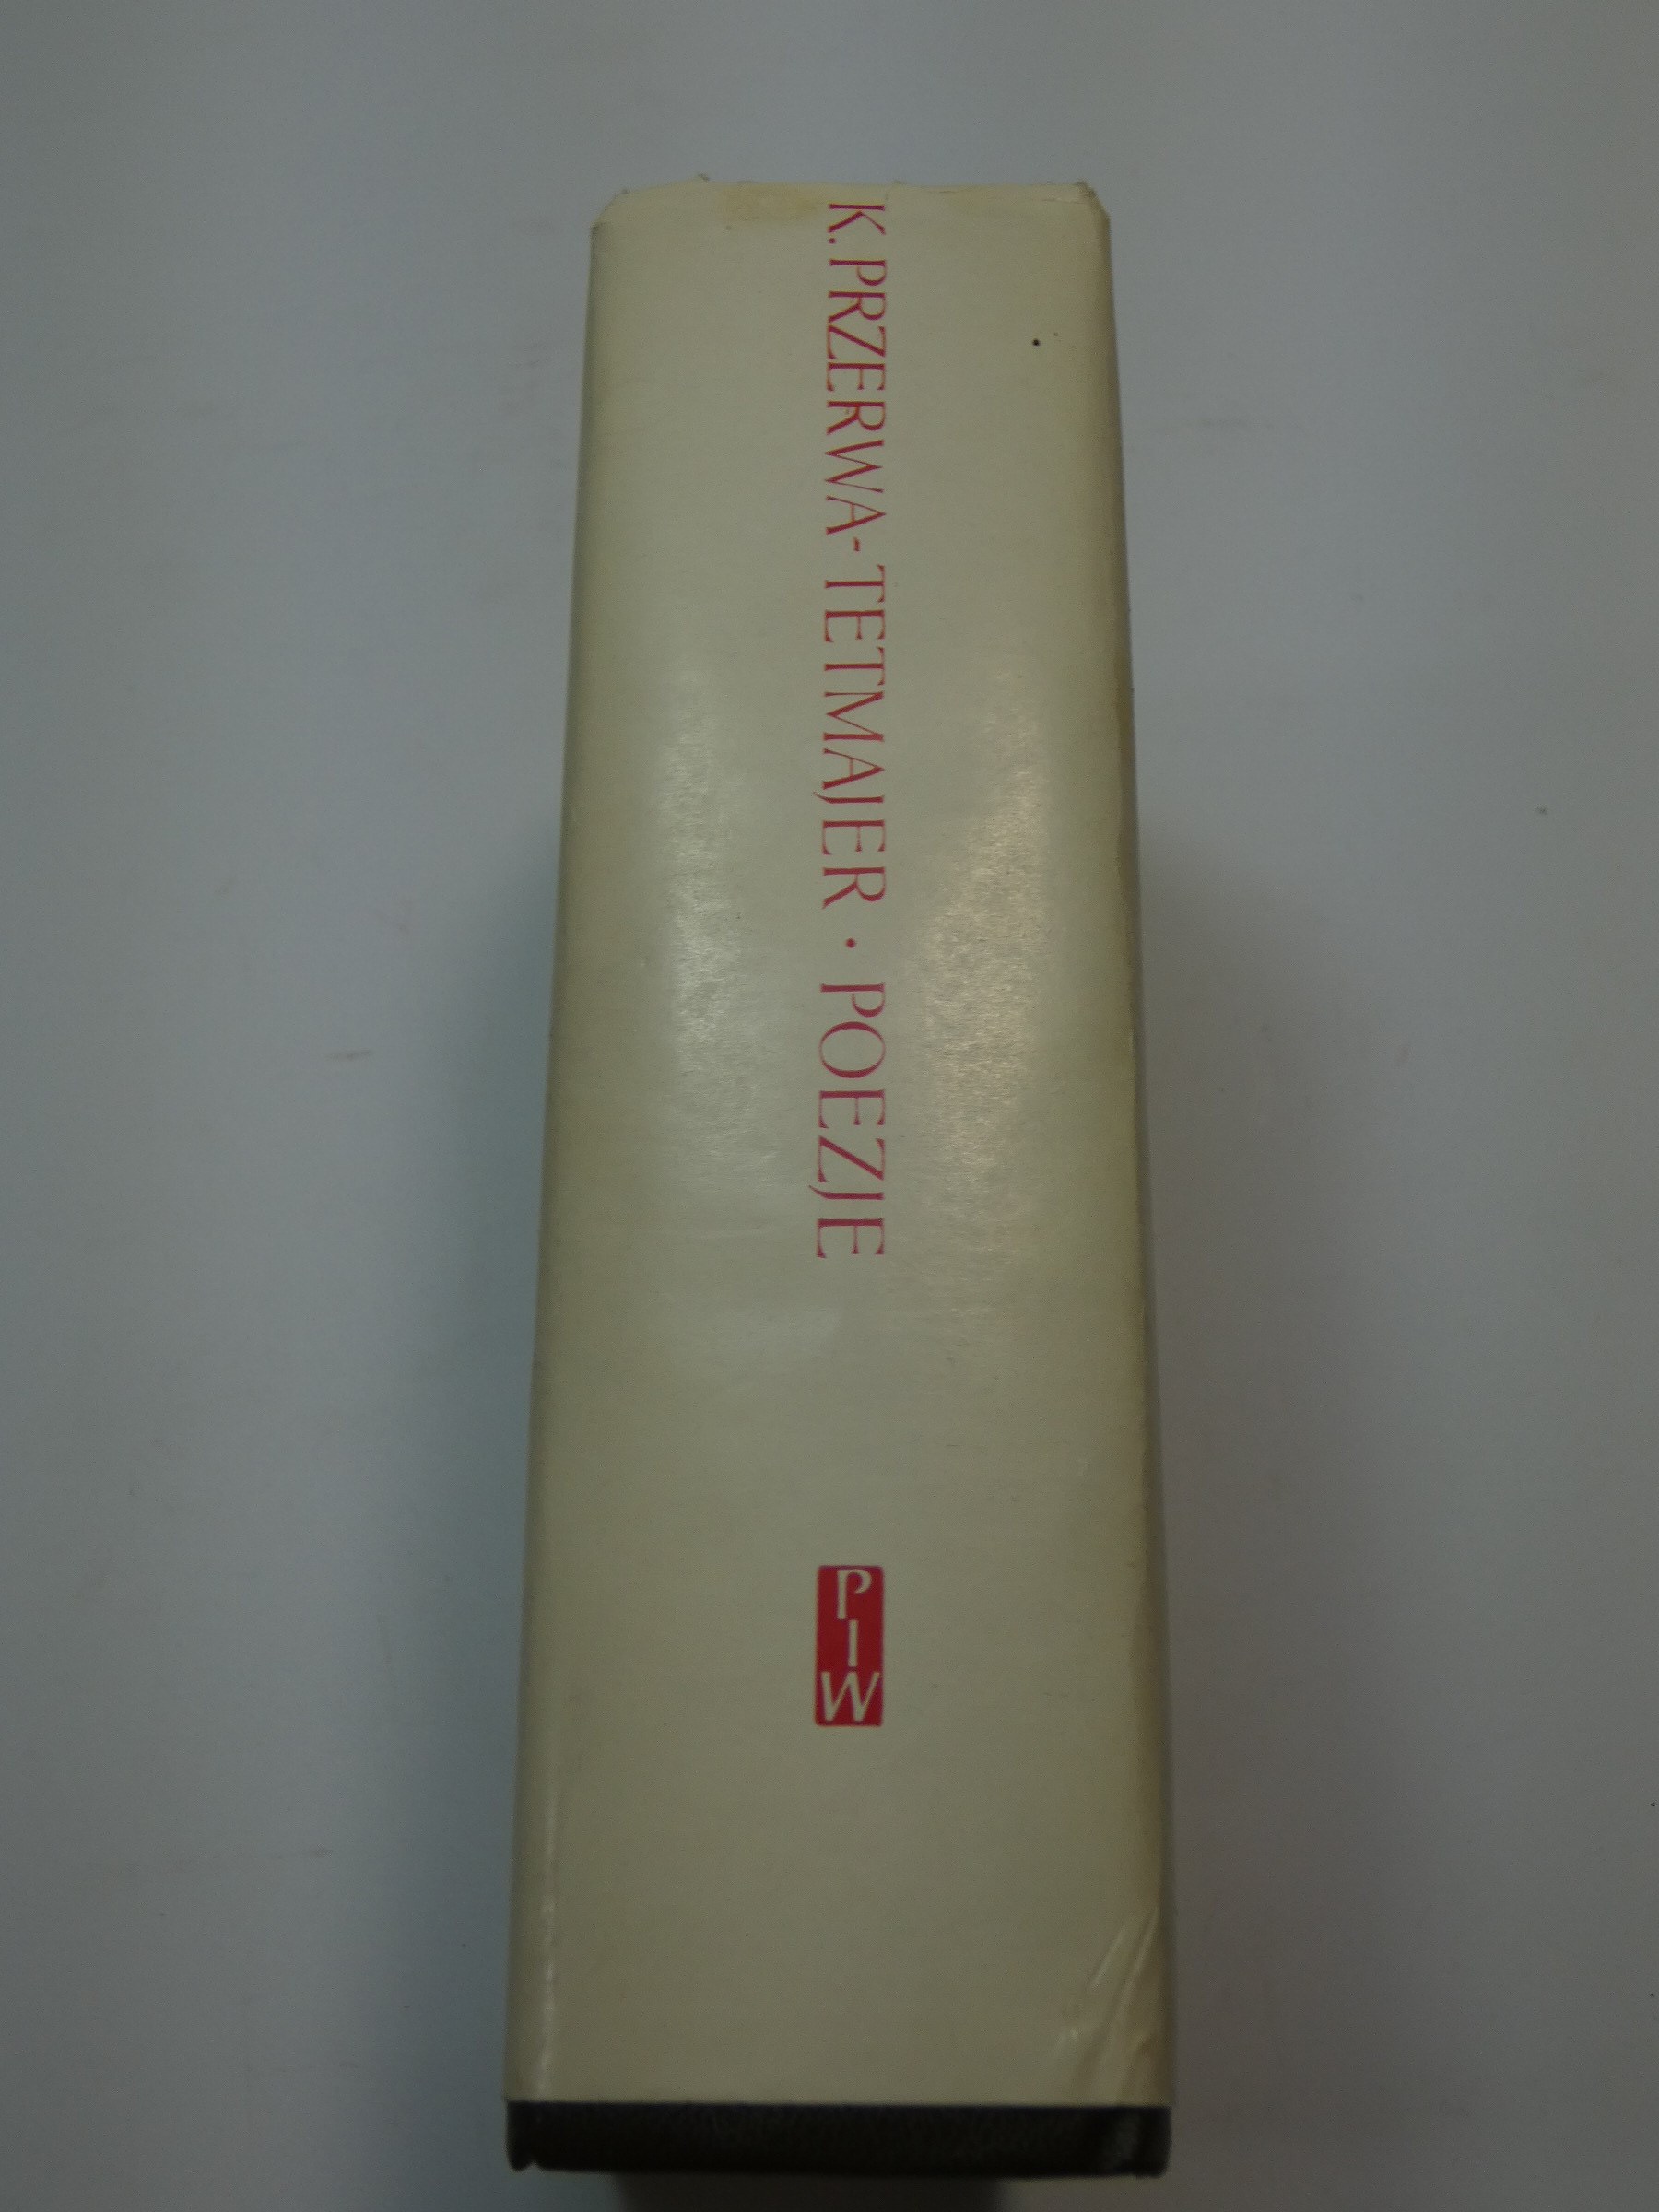 K. PRZERWA-TETMAJER · POEZJE
PIW